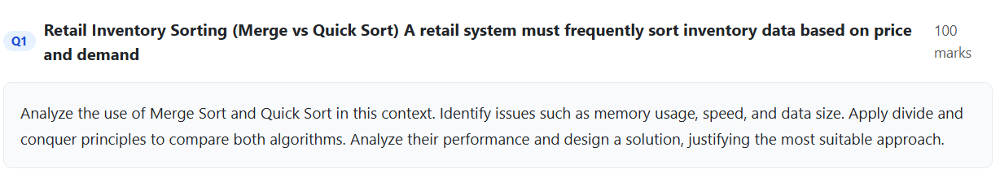 Q1
Retail Inventory Sorting (Merge vs Quick Sort) A retail system must frequently sort inventory data based on price
and demand
100
marks
Analyze the use of Merge Sort and Quick Sort in this context. Identify issues such as memory usage, speed, and data size. Apply divide and
conquer principles to compare both algorithms. Analyze their performance and design a solution, justifying the most suitable approach.